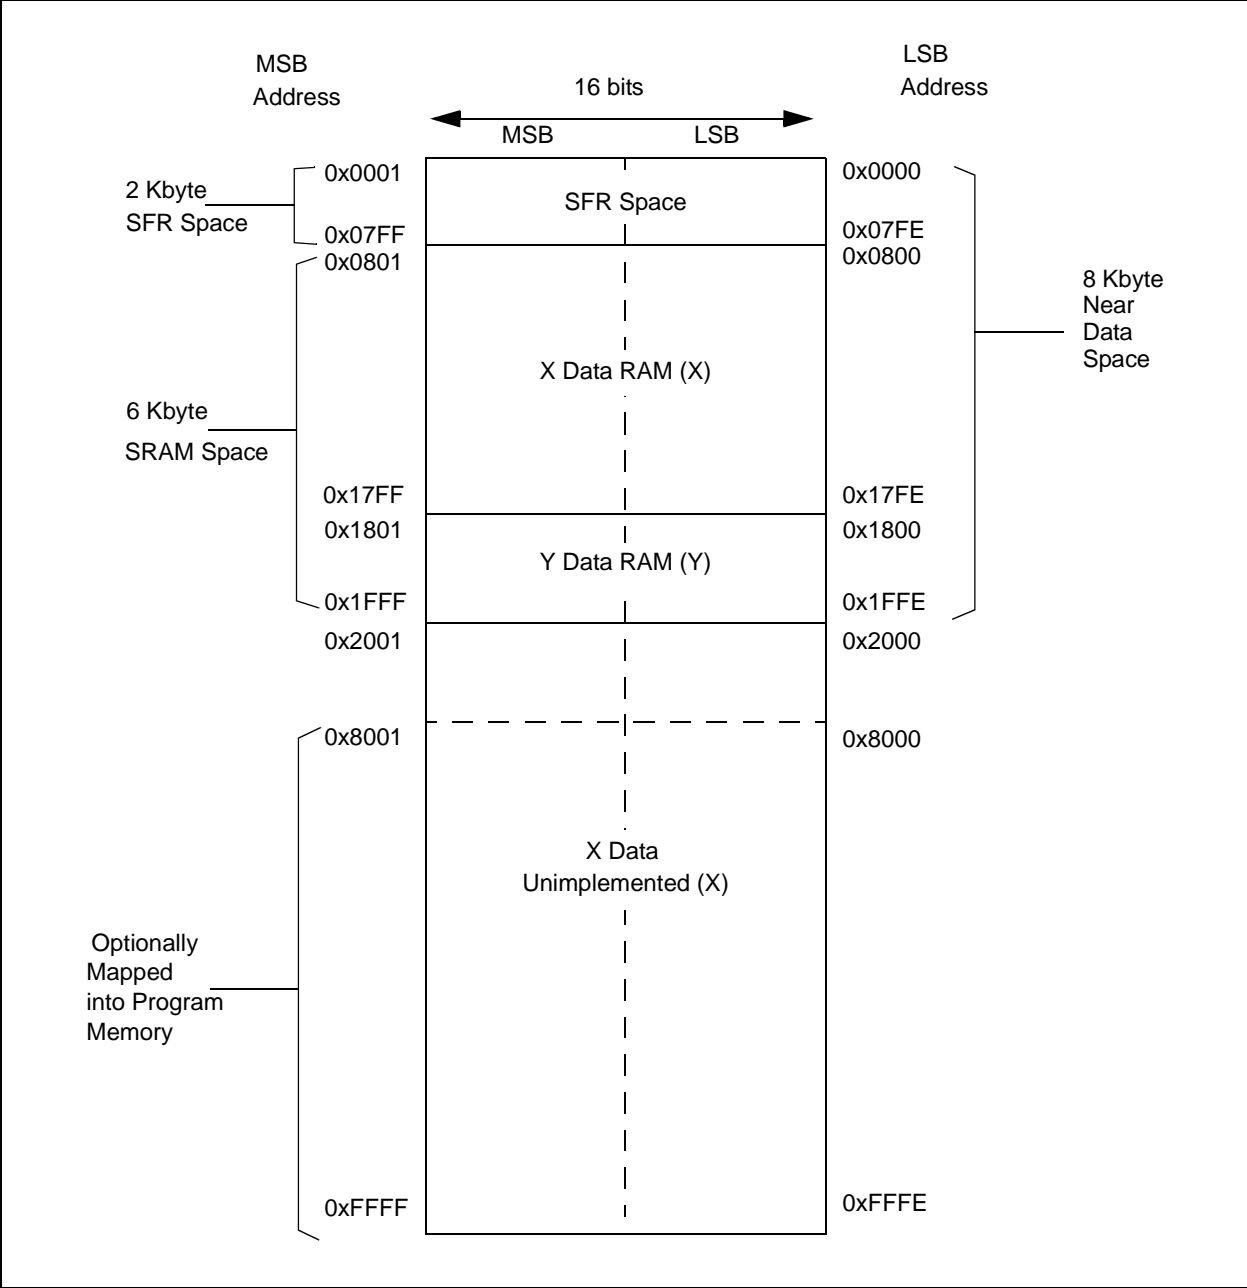 MSB
Address
LSB
Address
16 bits
MSB
LSB
0x0001
0x0000
2 Kbyte
SFR Space
SFR Space
0x07FF
0x07FE
0x0801
0x0800
8 Kbyte
Near
Data
Space
X Data RAM (X)
6 Kbyte
SRAM Space
0x17FF
0x17FE
0x1801
0x1800
Y Data RAM (Y)
0x1FFF
0x1FFE
0x2001
0x2000
0x8001
0x8000
X Data
Unimplemented (X)
Optionally
Mapped
into Program
Memory
0xFFFF
0xFFFE